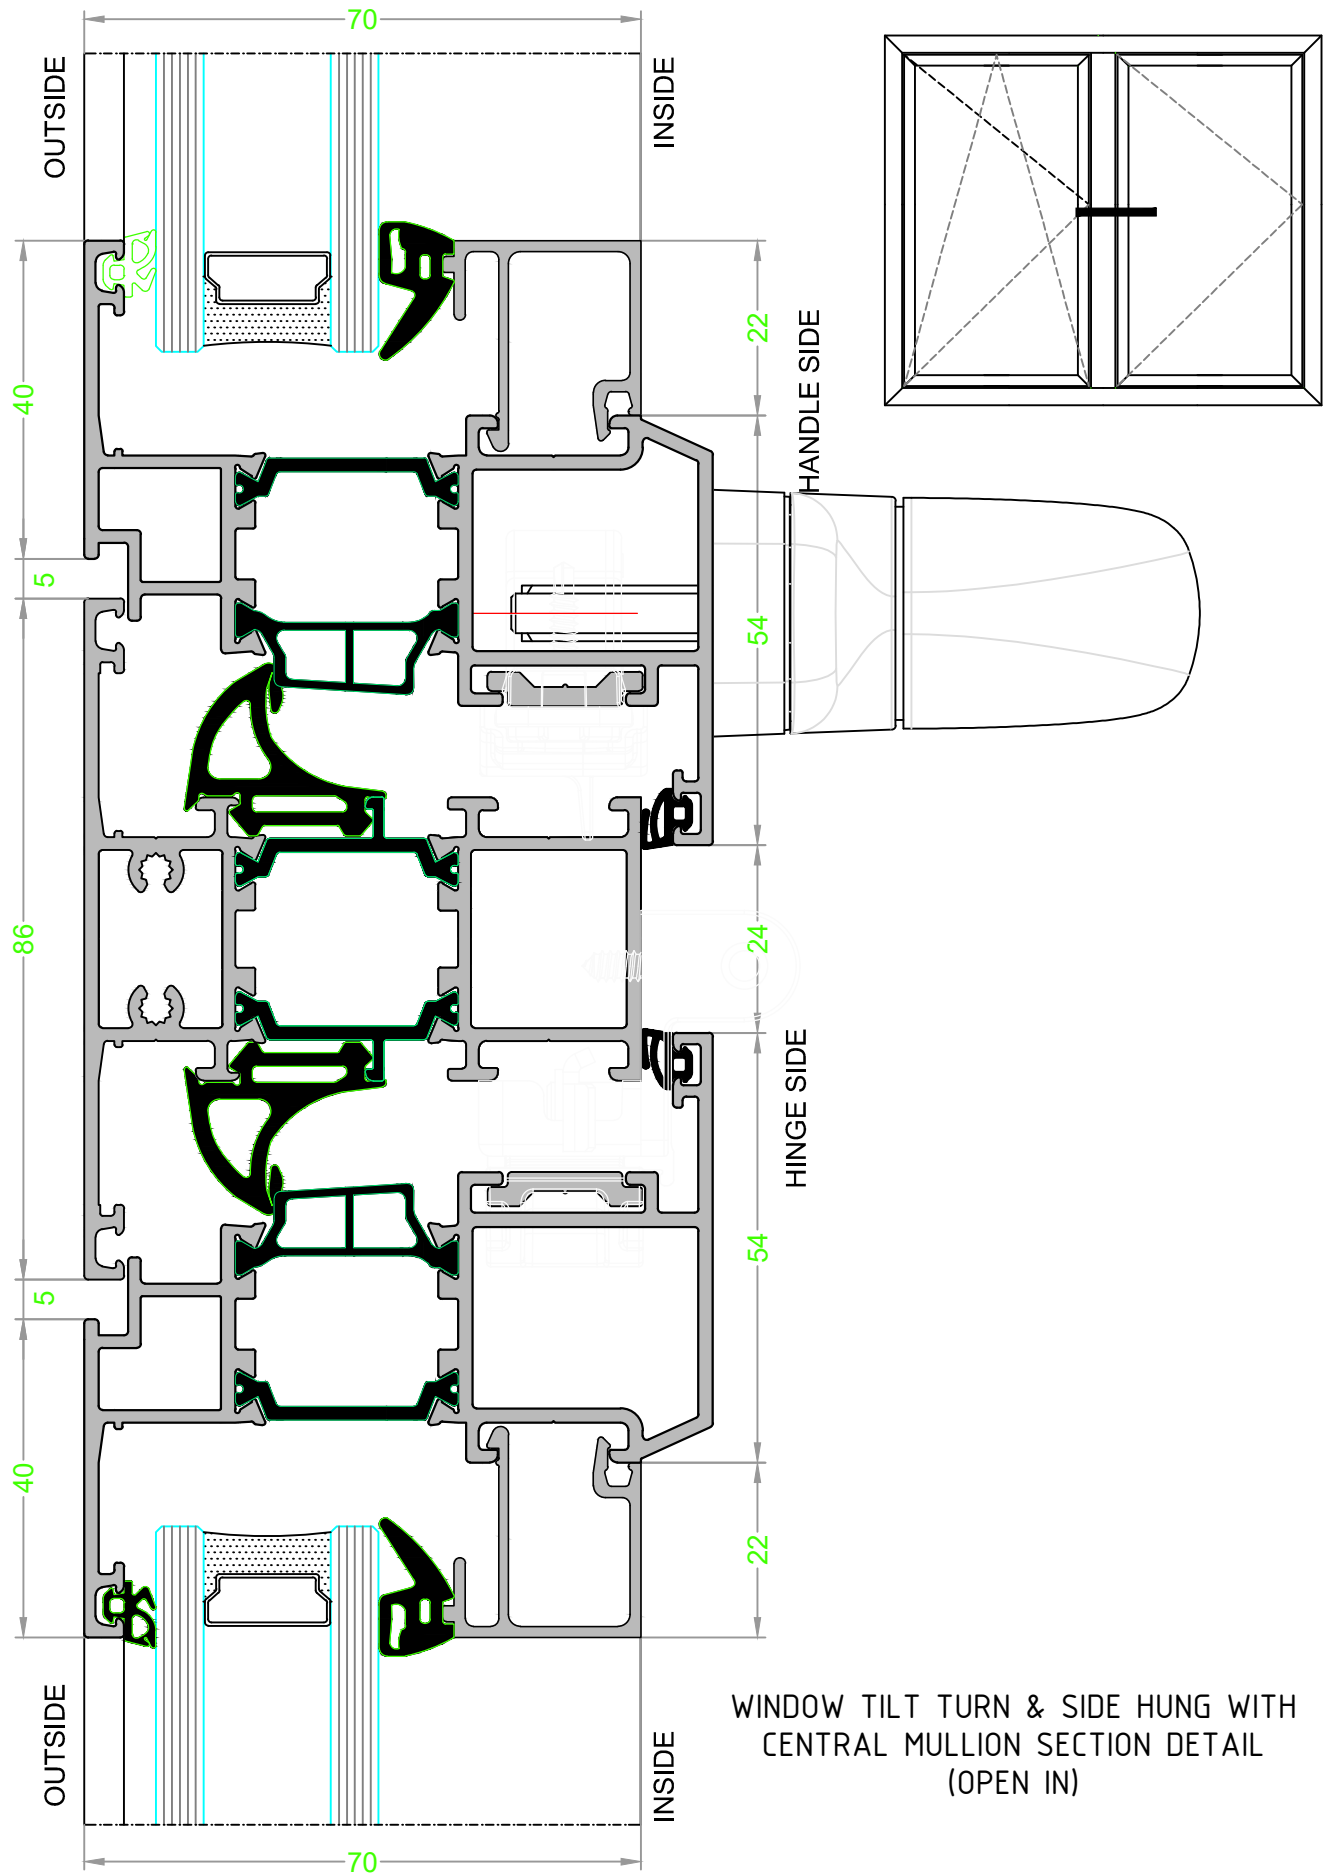 70
OUTSIDE
INSIDE
40
22
HANDLE SIDE
5
54
86
24
HINGE SIDE
54
5
40
22
OUTSIDE
INSIDE
WINDOW TILT TURN & SIDE HUNG WITH
CENTRAL MULLION SECTION DETAIL
(OPEN IN)
70